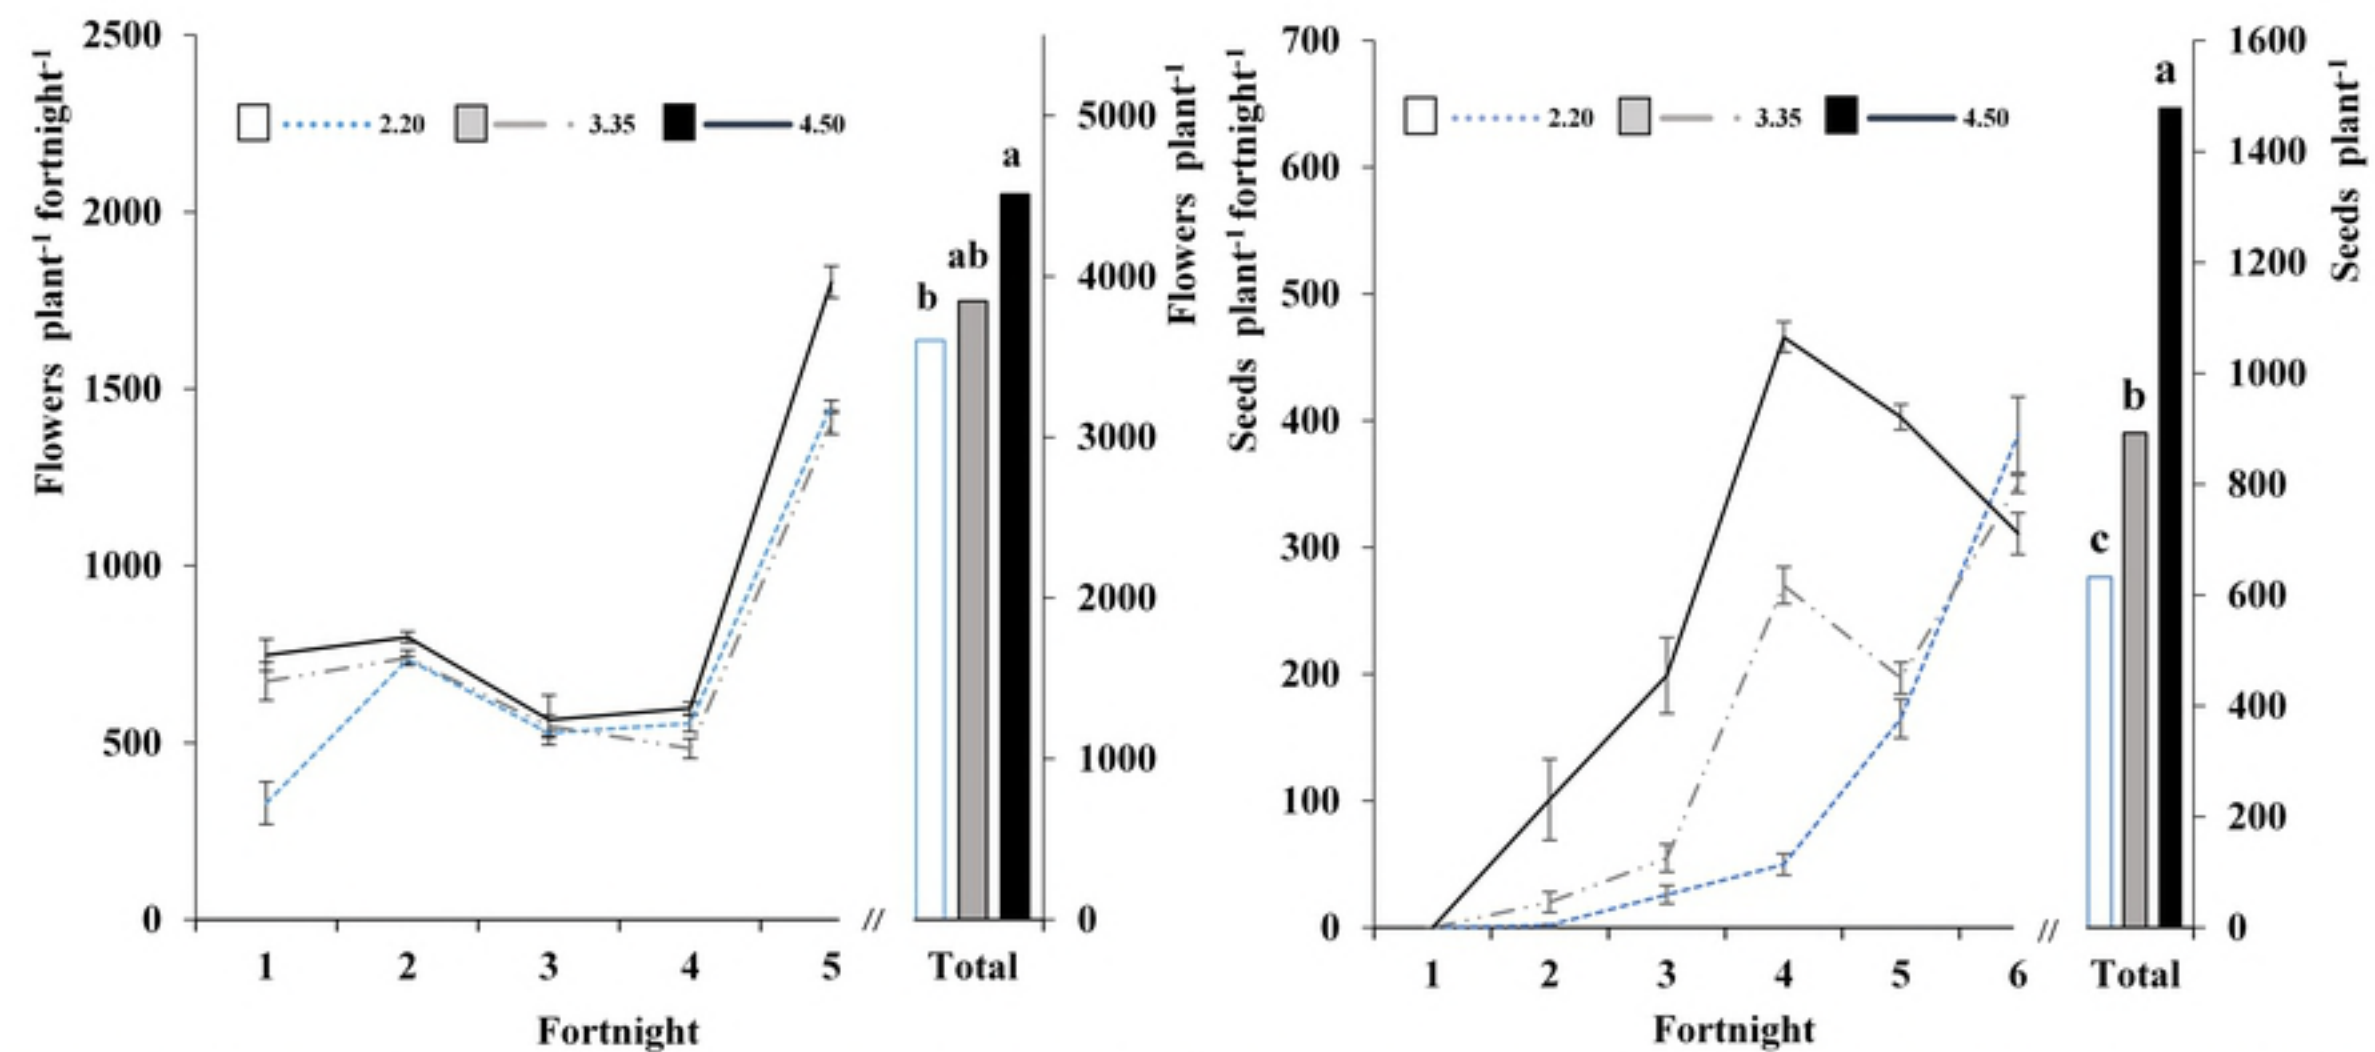 Flowers plant-1 fortnight-1
2500
2000
1500
1000
500
0
2.20 3.35 4.50
b ab a
5000
4000
3000
2000
1000
0
Flowers plant-1
1 2 3 4 5 // Total
Fortnight
Seeds plant-1 fortnight-1
700
600
500
400
300
200
100
0
2.20 3.35 4.50
c b a
1600
1400
1200
1000
800
600
400
200
0
Seeds plant-1
1 2 3 4 5 6 // Total
Fortnight